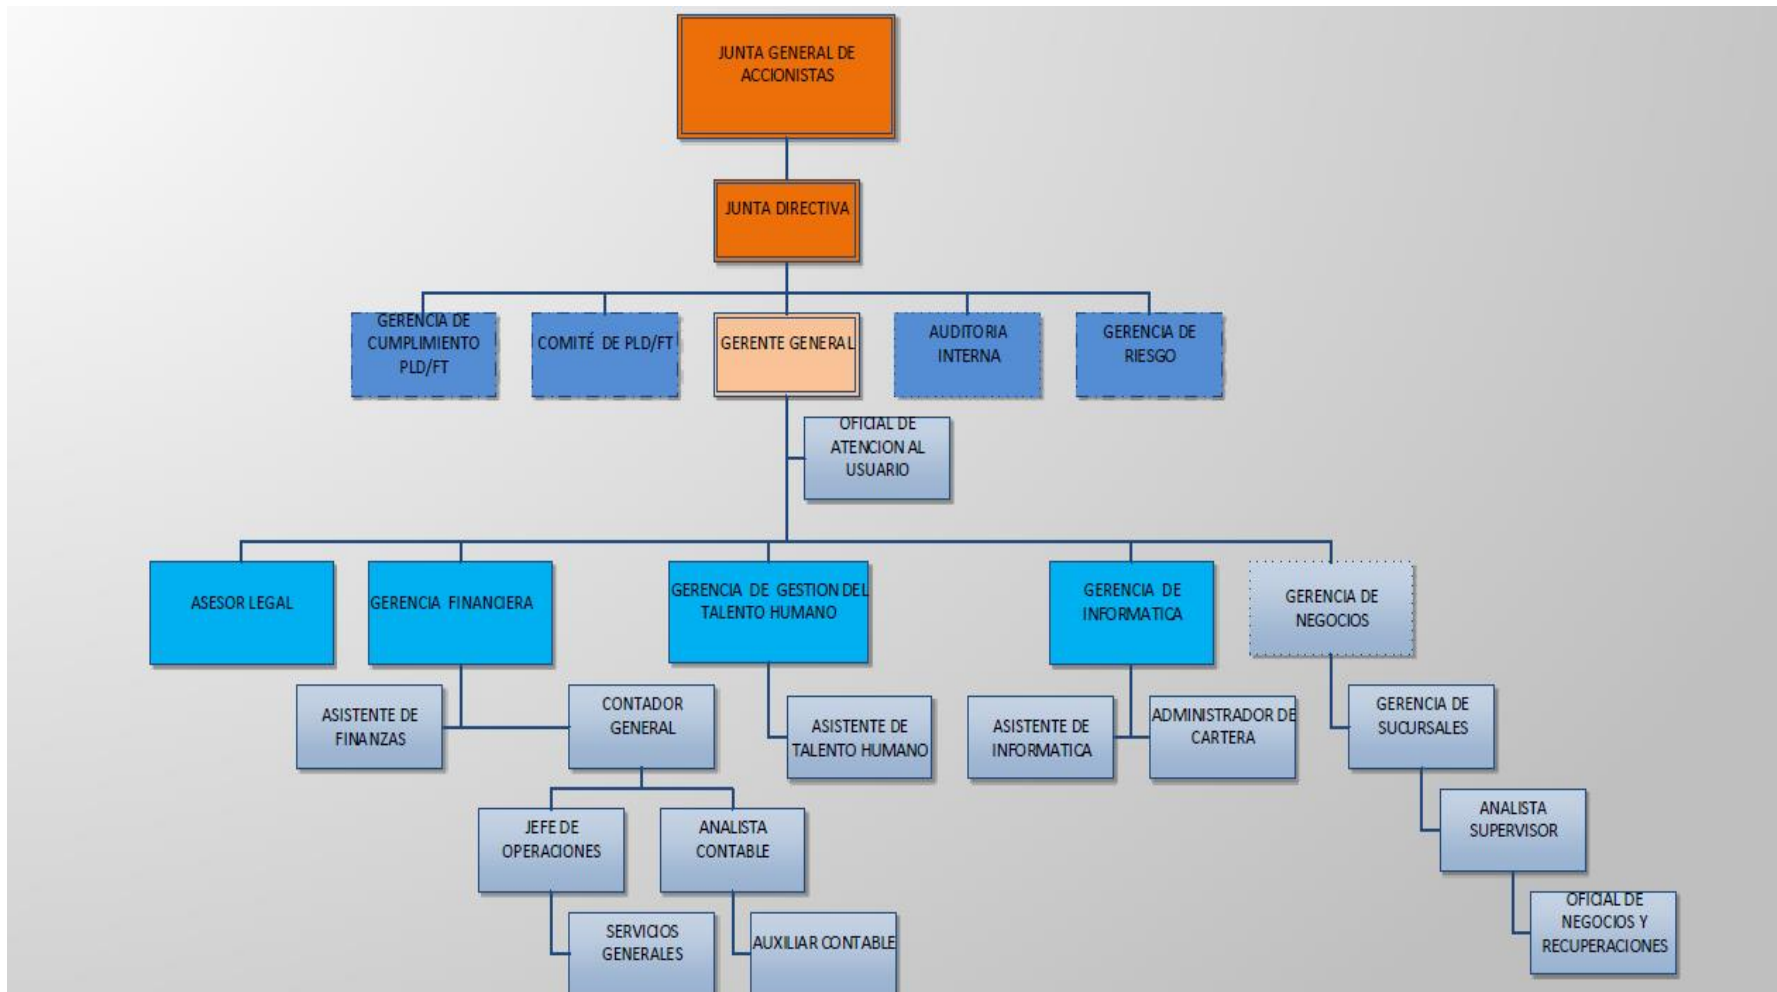 JUNTA GENERAL DE
ACCIONISTAS
JUNTA DIRECTIVA
GERENCIA DE
CUMPLIMIENTO
PLD/FT
COMITÉ DE PLD/FT
GERENTE GENERAL
AUDITORIA
INTERNA
GERENCIA DE
RIESGO
OFICIAL DE
ATENCION AL
USUARIO
ASESOR LEGAL
GERENCIA FINANCIERA
GERENCIA DE GESTION DEL
TALENTO HUMANO
GERENCIA DE
INFORMATICA
GERENCIA DE
NEGOCIOS
ASISTENTE DE
FINANZAS
CONTADOR
GENERAL
ASISTENTE DE
TALENTO HUMANO
ASISTENTE DE
INFORMATICA
ADMINISTRADOR DE
CARTERA
GERENCIA DE
SUCURSALES
JEFE DE
OPERACIONES
ANALISTA
CONTABLE
ANALISTA
SUPERVISOR
SERVICIOS
GENERALES
AUXILIAR CONTABLE
OFICIAL DE
NEGOCIOS Y
RECUPERACIONES